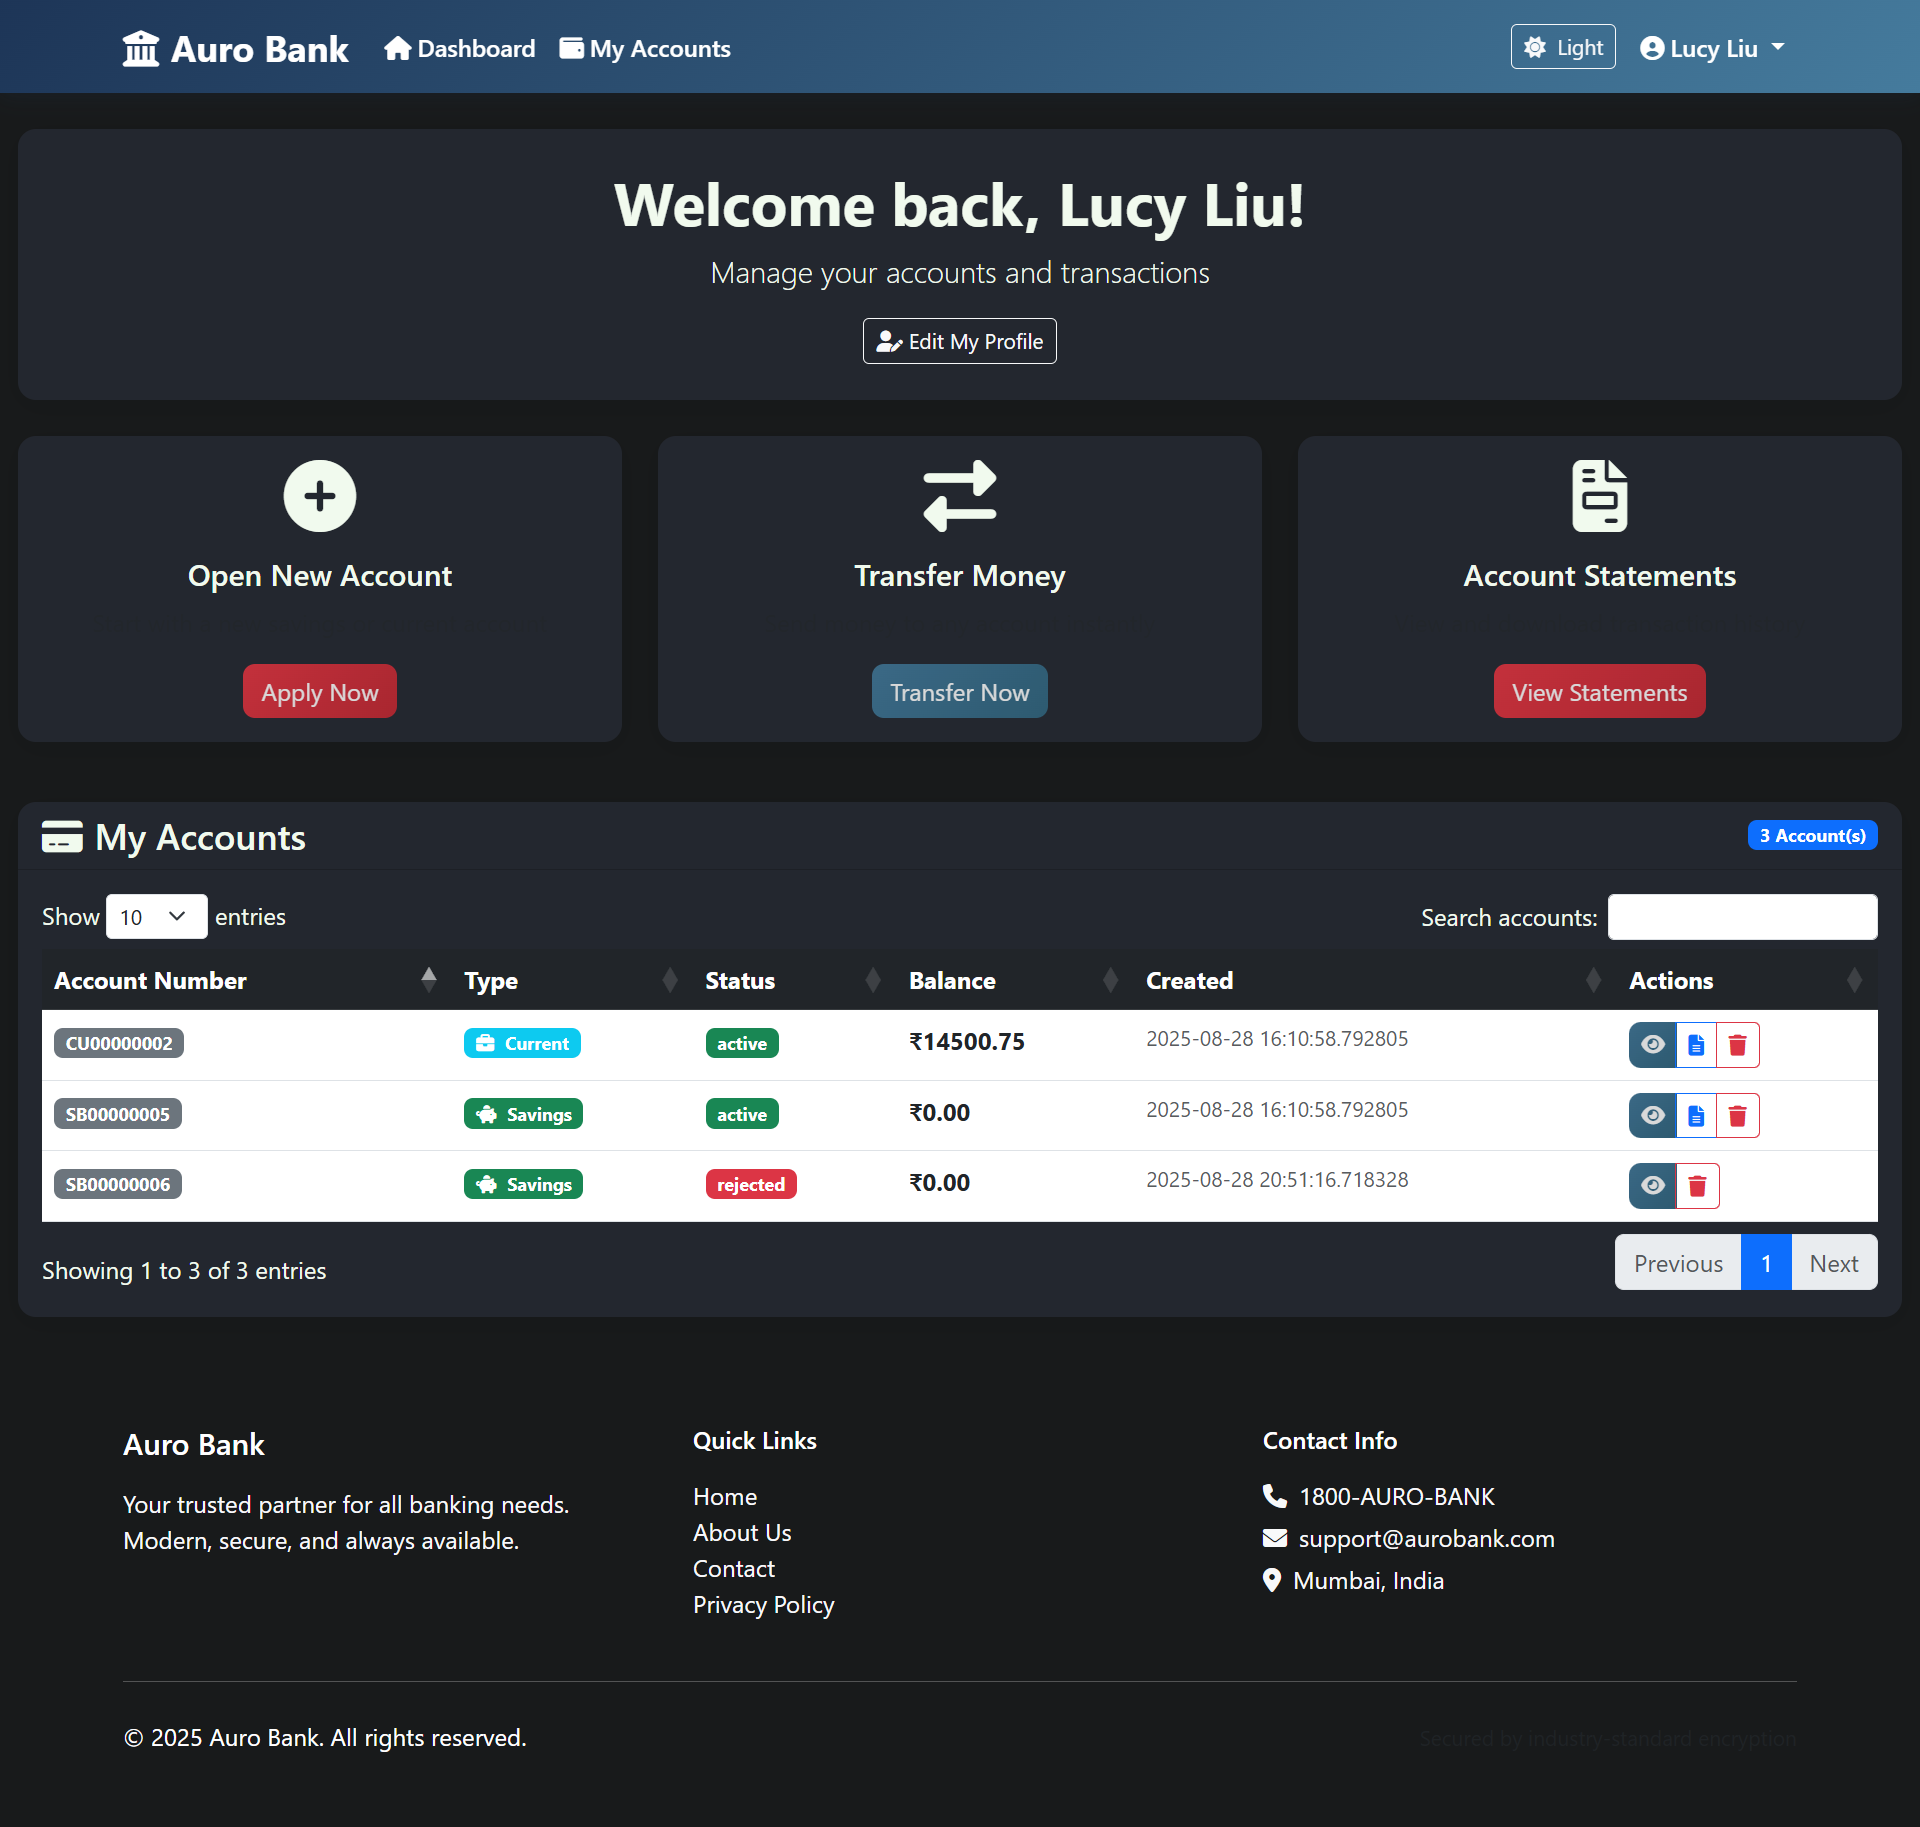 Auro Bank Dashboard My Accounts Light Lucy Liu
Welcome back, Lucy Liu!
Manage your accounts and transactions
Edit My Profile
Open New Account
Apply Now
Transfer Money
Transfer Now
Account Statements
View Statements
My Accounts 3 Account(s)
Show 10 entries Search accounts:
Account Number Type Status Balance Created Actions
CU00000002 Current active ₹14500.75 2025-08-28 16:10:58.792805
SB00000005 Savings active ₹0.00 2025-08-28 16:10:58.792805
SB00000006 Savings rejected ₹0.00 2025-08-28 20:51:16.718328
Showing 1 to 3 of 3 entries Previous 1 Next
Auro Bank
Your trusted partner for all banking needs.
Modern, secure, and always available.
Quick Links
Home
About Us
Contact
Privacy Policy
Contact Info
1800-AURO-BANK
support@aurobank.com
Mumbai, India
© 2025 Auro Bank. All rights reserved. Secured by industry-standard encryption